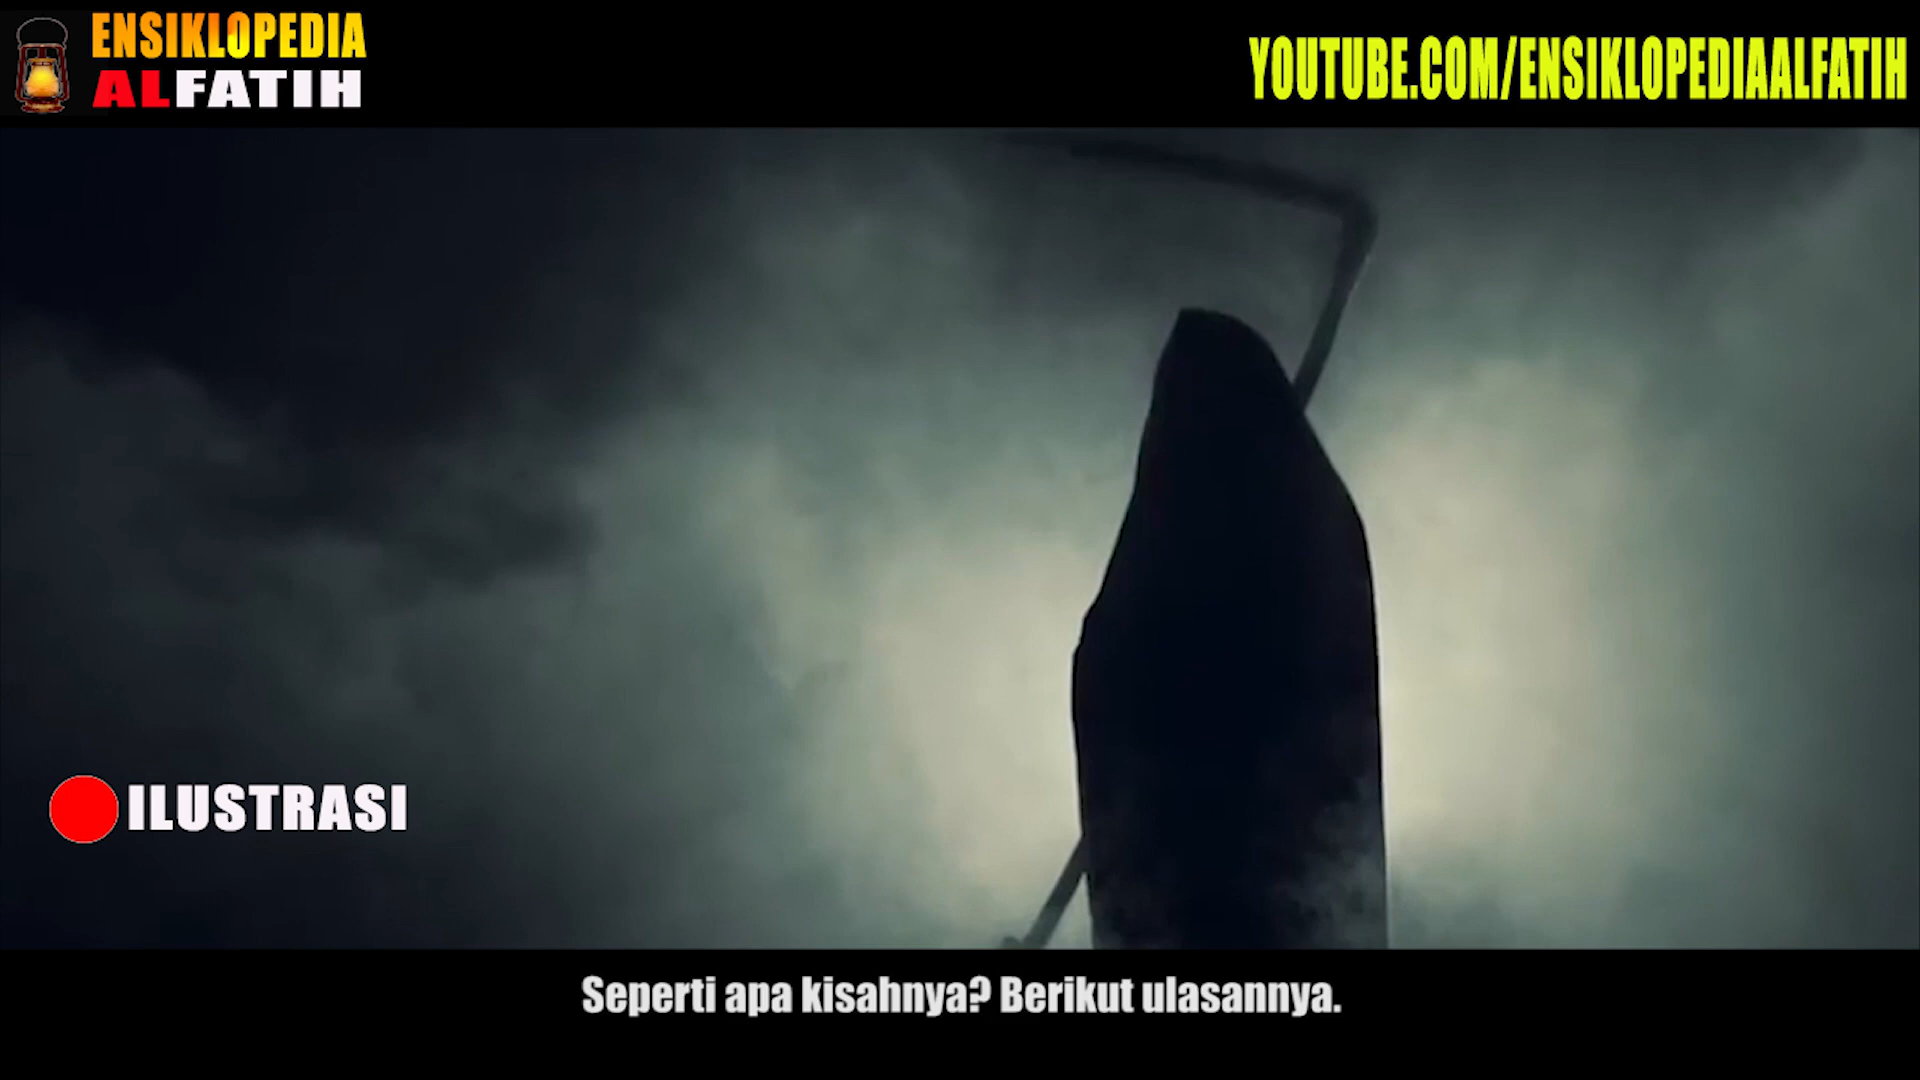 ENSIKLOPEDIA
ALFATIH
YOUTUBE.COM/ENSIKLOPEDIAALFATIH
ILUSTRASI
Seperti apa kisahnya? Berikut ulasannya.